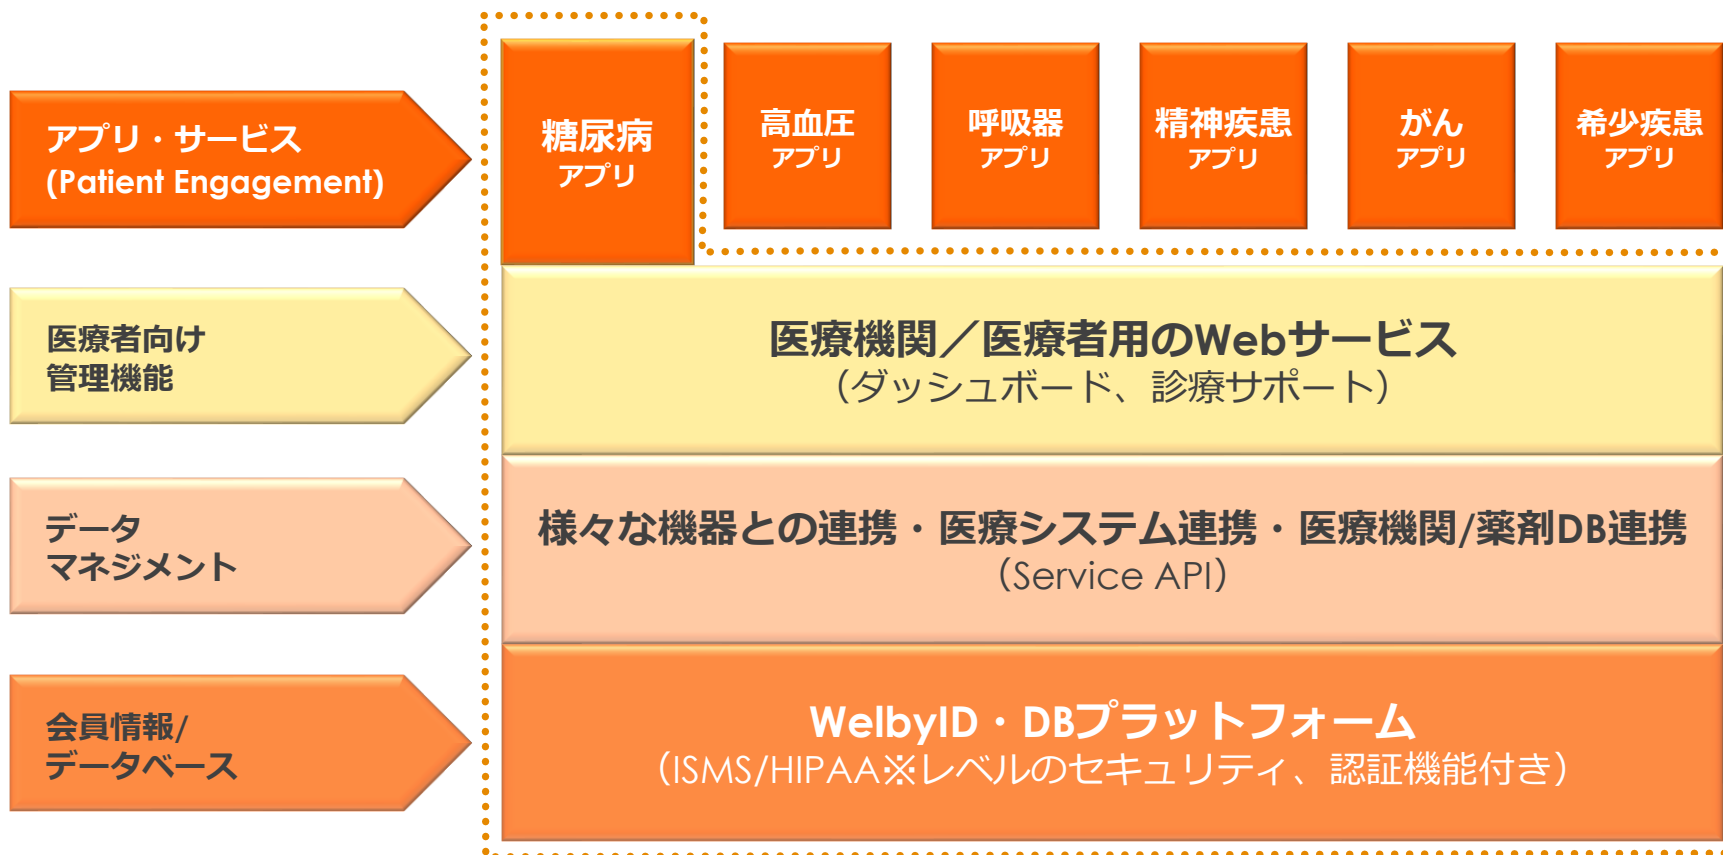 アプリ・サービス
(Patient Engagement)
糖尿病
アプリ
高血圧
アプリ
呼吸器
アプリ
精神疾患
アプリ
がん
アプリ
希少疾患
アプリ
医療者向け
管理機能
医療機関／医療者用のWebサービス
（ダッシュボード、診療サポート）
データ
マネジメント
様々な機器との連携・医療システム連携・医療機関/薬剤DB連携
（Service API）
会員情報/
データベース
WelbyID・DBプラットフォーム
（ISMS/HIPAA※レベルのセキュリティ、認証機能付き）